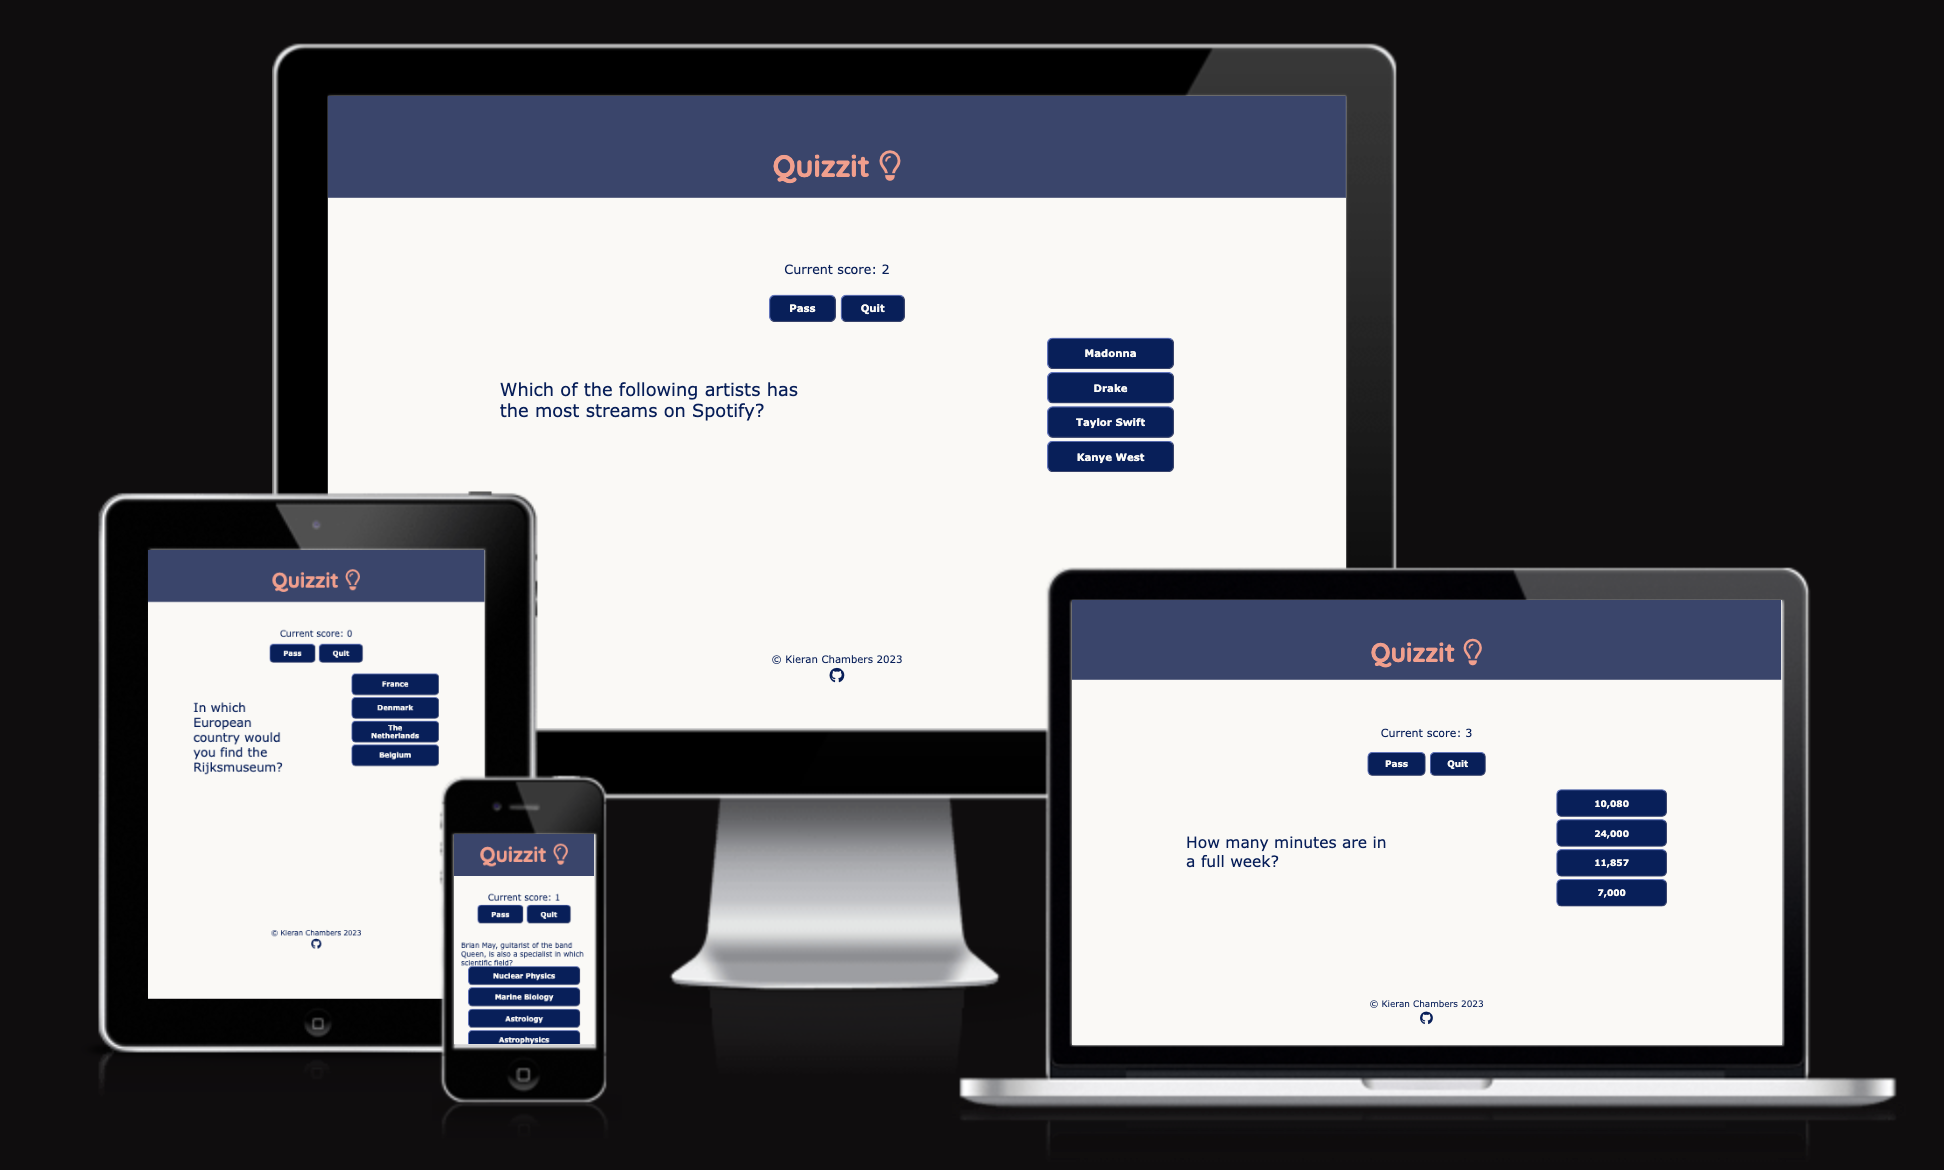 Quizzit
Current score: 2
Pass
Quit
Which of the following artists has
the most streams on Spotify?
Madonna
Drake
Taylor Swift
Kanye West
© Kieran Chambers 2023
Quizzit
Current score: 0
Pass
Quit
In which
European
country would
you find the
Rijksmuseum?
France
Denmark
The
Netherlands
Belgium
© Kieran Chambers 2023
Quizzit
Current score: 1
Pass
Quit
Brian May, guitarist of the band
Queen, is also a specialist in which
scientific field?
Nuclear Physics
Marine Biology
Astrology
Astrophysics
Quizzit
Current score: 3
Pass
Quit
How many minutes are in
a full week?
10,080
24,000
11,857
7,000
© Kieran Chambers 2023